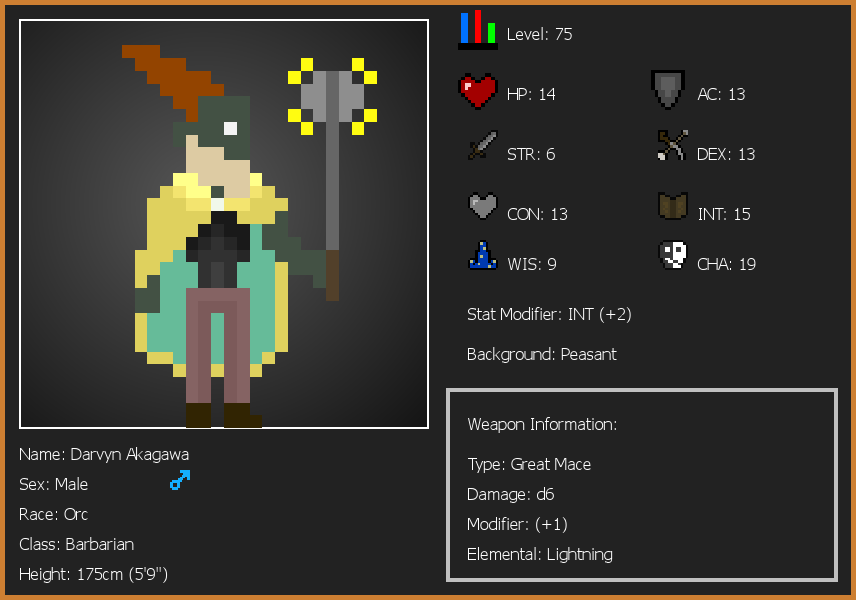 Level: 75
HP: 14
AC: 13
STR: 6
DEX: 13
CON: 13
INT: 15
WIS: 9
CHA: 19
Stat Modifier: INT (+2)
Background: Peasant
Weapon Information:
Type: Great Mace
Damage: d6
Modifier: (+1)
Elemental: Lightning
Name: Darvyn Akagawa
Sex: Male
Race: Orc
Class: Barbarian
Height: 175cm (5'9")